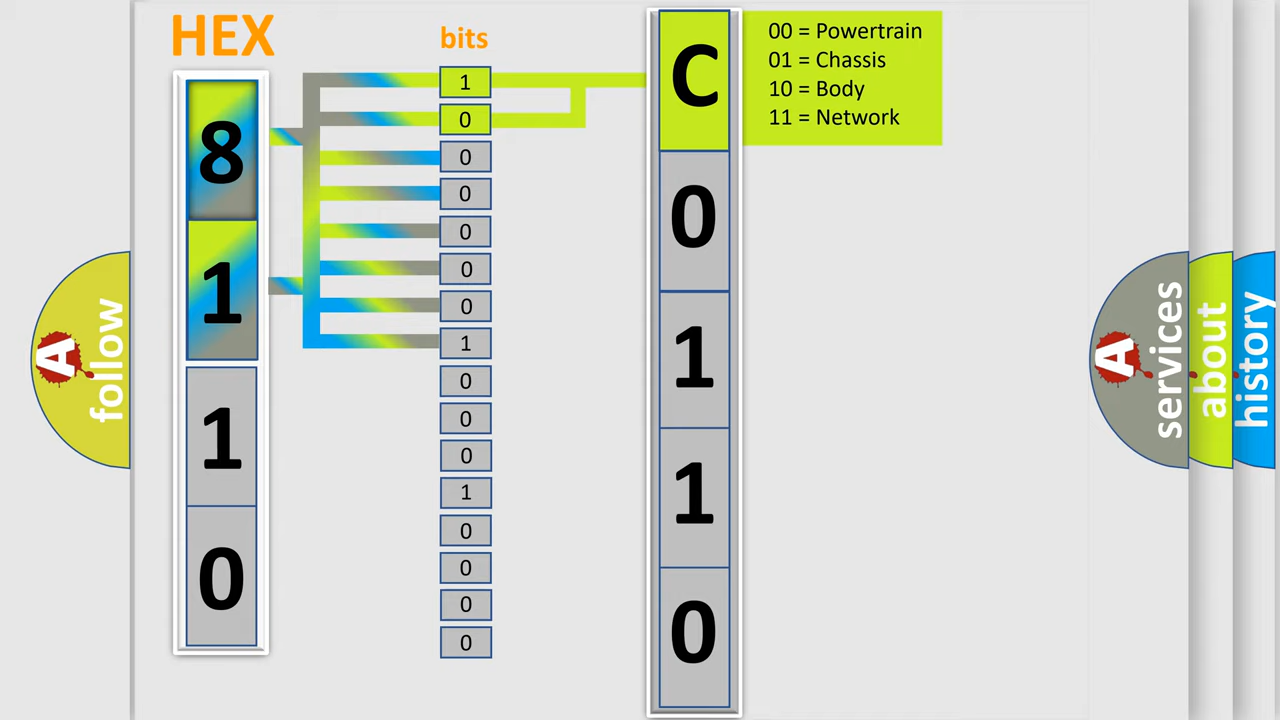 HEX
bits
8
1
1
0
1
0
0
0
0
0
0
1
0
0
0
1
0
0
0
0
C
0
1
1
0
00 = Powertrain
01 = Chassis
10 = Body
11 = Network
A
follow
A
services
about
history